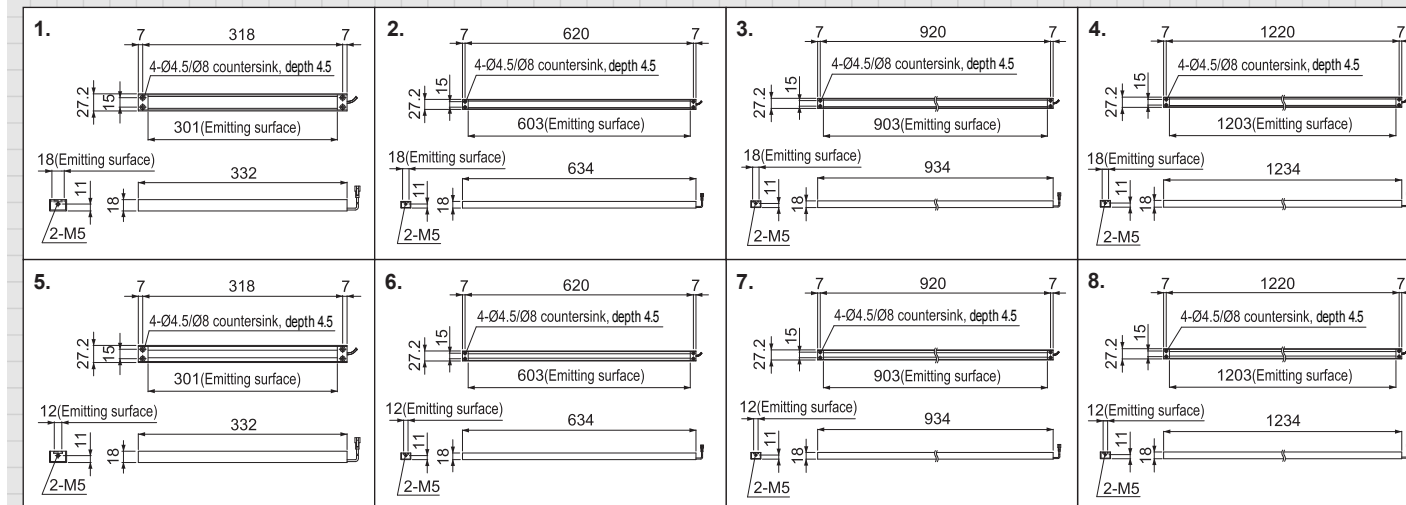 1.
7 318 7
4-Ø4.5/Ø8 countersink, depth 4.5
27.2
15
301(Emitting surface)
18(Emitting surface)
332
11
18
2-M5
2.
7 620 7
4-Ø4.5/Ø8 countersink, depth 4.5
27.2
15
603(Emitting surface)
18(Emitting surface)
634
11
18
2-M5
3.
7 920 7
4-Ø4.5/Ø8 countersink, depth 4.5
27.2
15
903(Emitting surface)
18(Emitting surface)
934
11
18
2-M5
4.
7 1220 7
4-Ø4.5/Ø8 countersink, depth 4.5
27.2
15
1203(Emitting surface)
18(Emitting surface)
1234
11
18
2-M5
5.
7 318 7
4-Ø4.5/Ø8 countersink, depth 4.5
27.2
15
301(Emitting surface)
12(Emitting surface)
332
11
18
2-M5
6.
7 620 7
4-Ø4.5/Ø8 countersink, depth 4.5
27.2
15
603(Emitting surface)
12(Emitting surface)
634
11
18
2-M5
7.
7 920 7
4-Ø4.5/Ø8 countersink, depth 4.5
27.2
15
903(Emitting surface)
12(Emitting surface)
934
11
18
2-M5
8.
7 1220 7
4-Ø4.5/Ø8 countersink, depth 4.5
27.2
15
1203(Emitting surface)
12(Emitting surface)
1234
11
18
2-M5